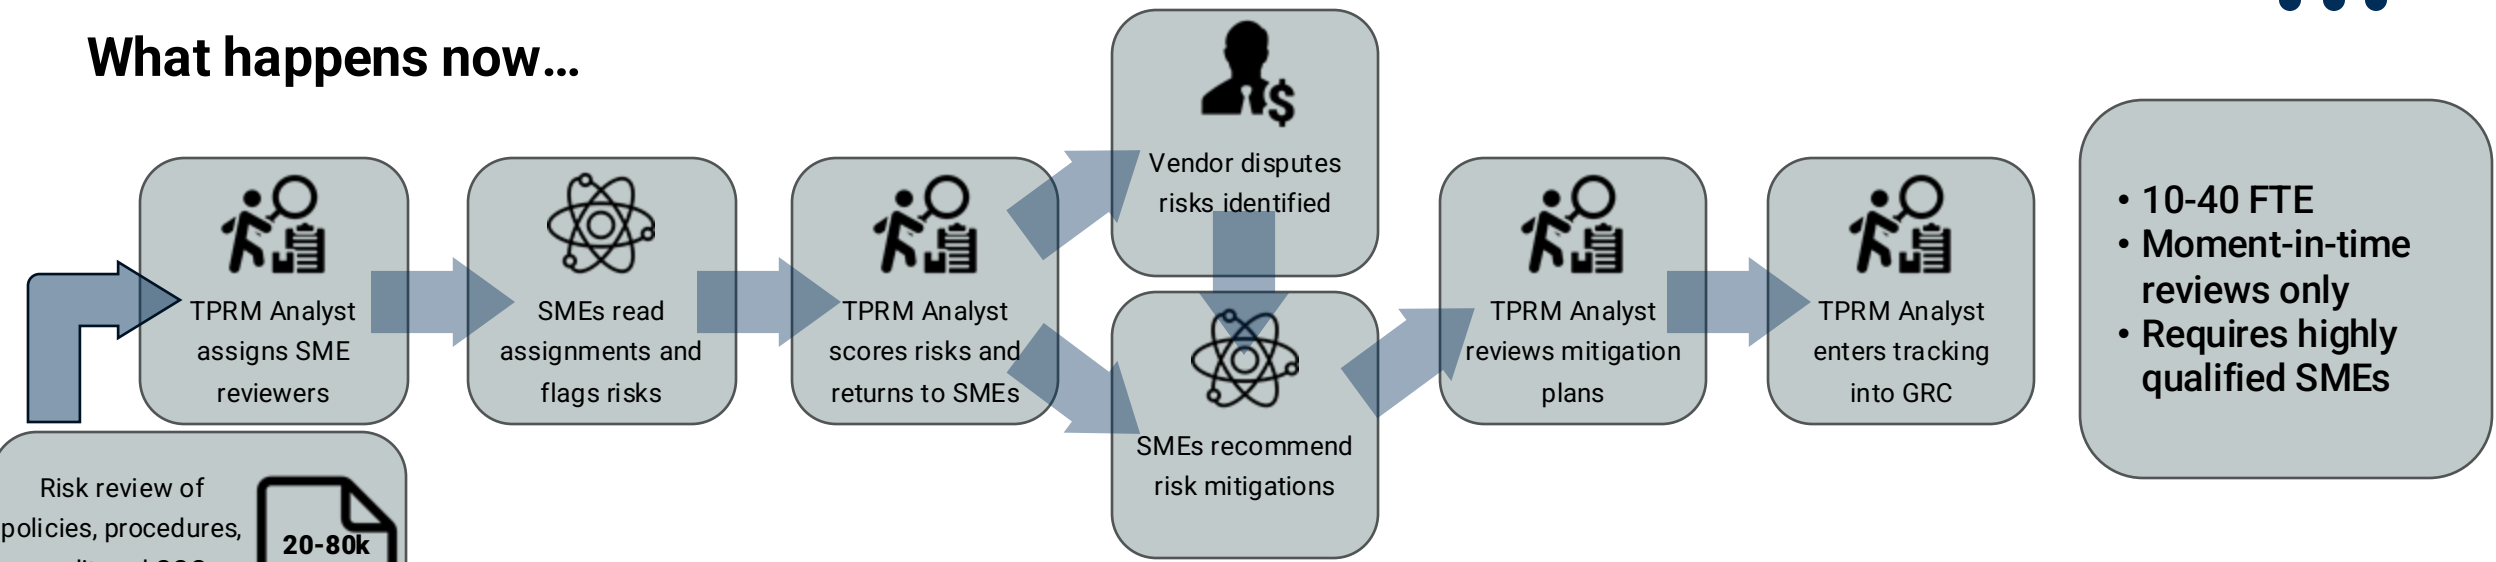 What happens now...
TPRM Analyst
assigns SME
reviewers
SMEs read
assignments and
flags risks
TPRM Analyst
scores risks and
returns to SMEs
$
Vendor disputes
risks identified
SMEs recommend
risk mitigations
TPRM Analyst
reviews mitigation
plans
TPRM Analyst
enters tracking
into GRC
• 10-40 FTE
• Moment-in-time
reviews only
• Requires highly
qualified SMEs
Risk review of
policies, procedures,
20-80k